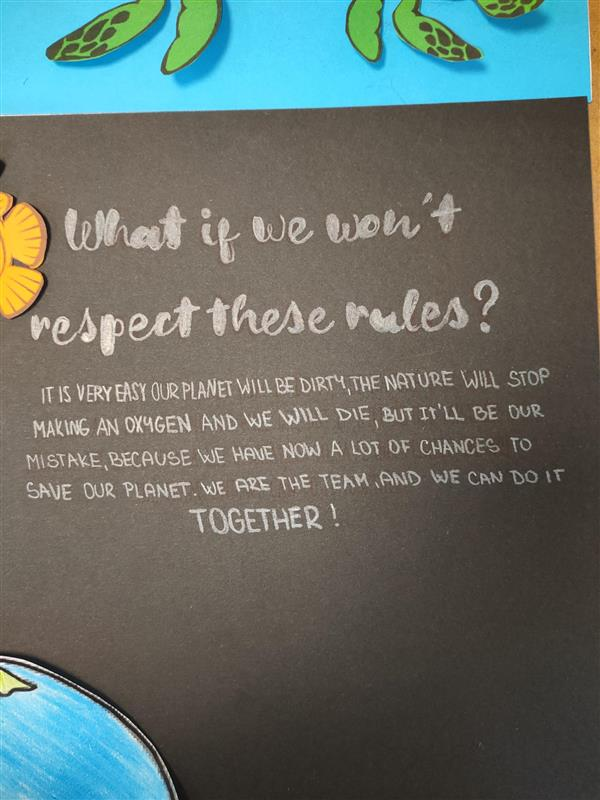 What if we won't
respect these rules?
IT IS VERY EASY OUR PLANET WILL BE DIRTY, THE NATURE WILL STOP
MAKING AN OXYGEN AND WE WILL DIE, BUT IT'LL BE OUR
MISTAKE, BECAUSE WE HAVE NOW A LOT OF CHANCES TO
SAVE OUR PLANET. WE ARE THE TEAM, AND WE CAN DO IT
TOGETHER!